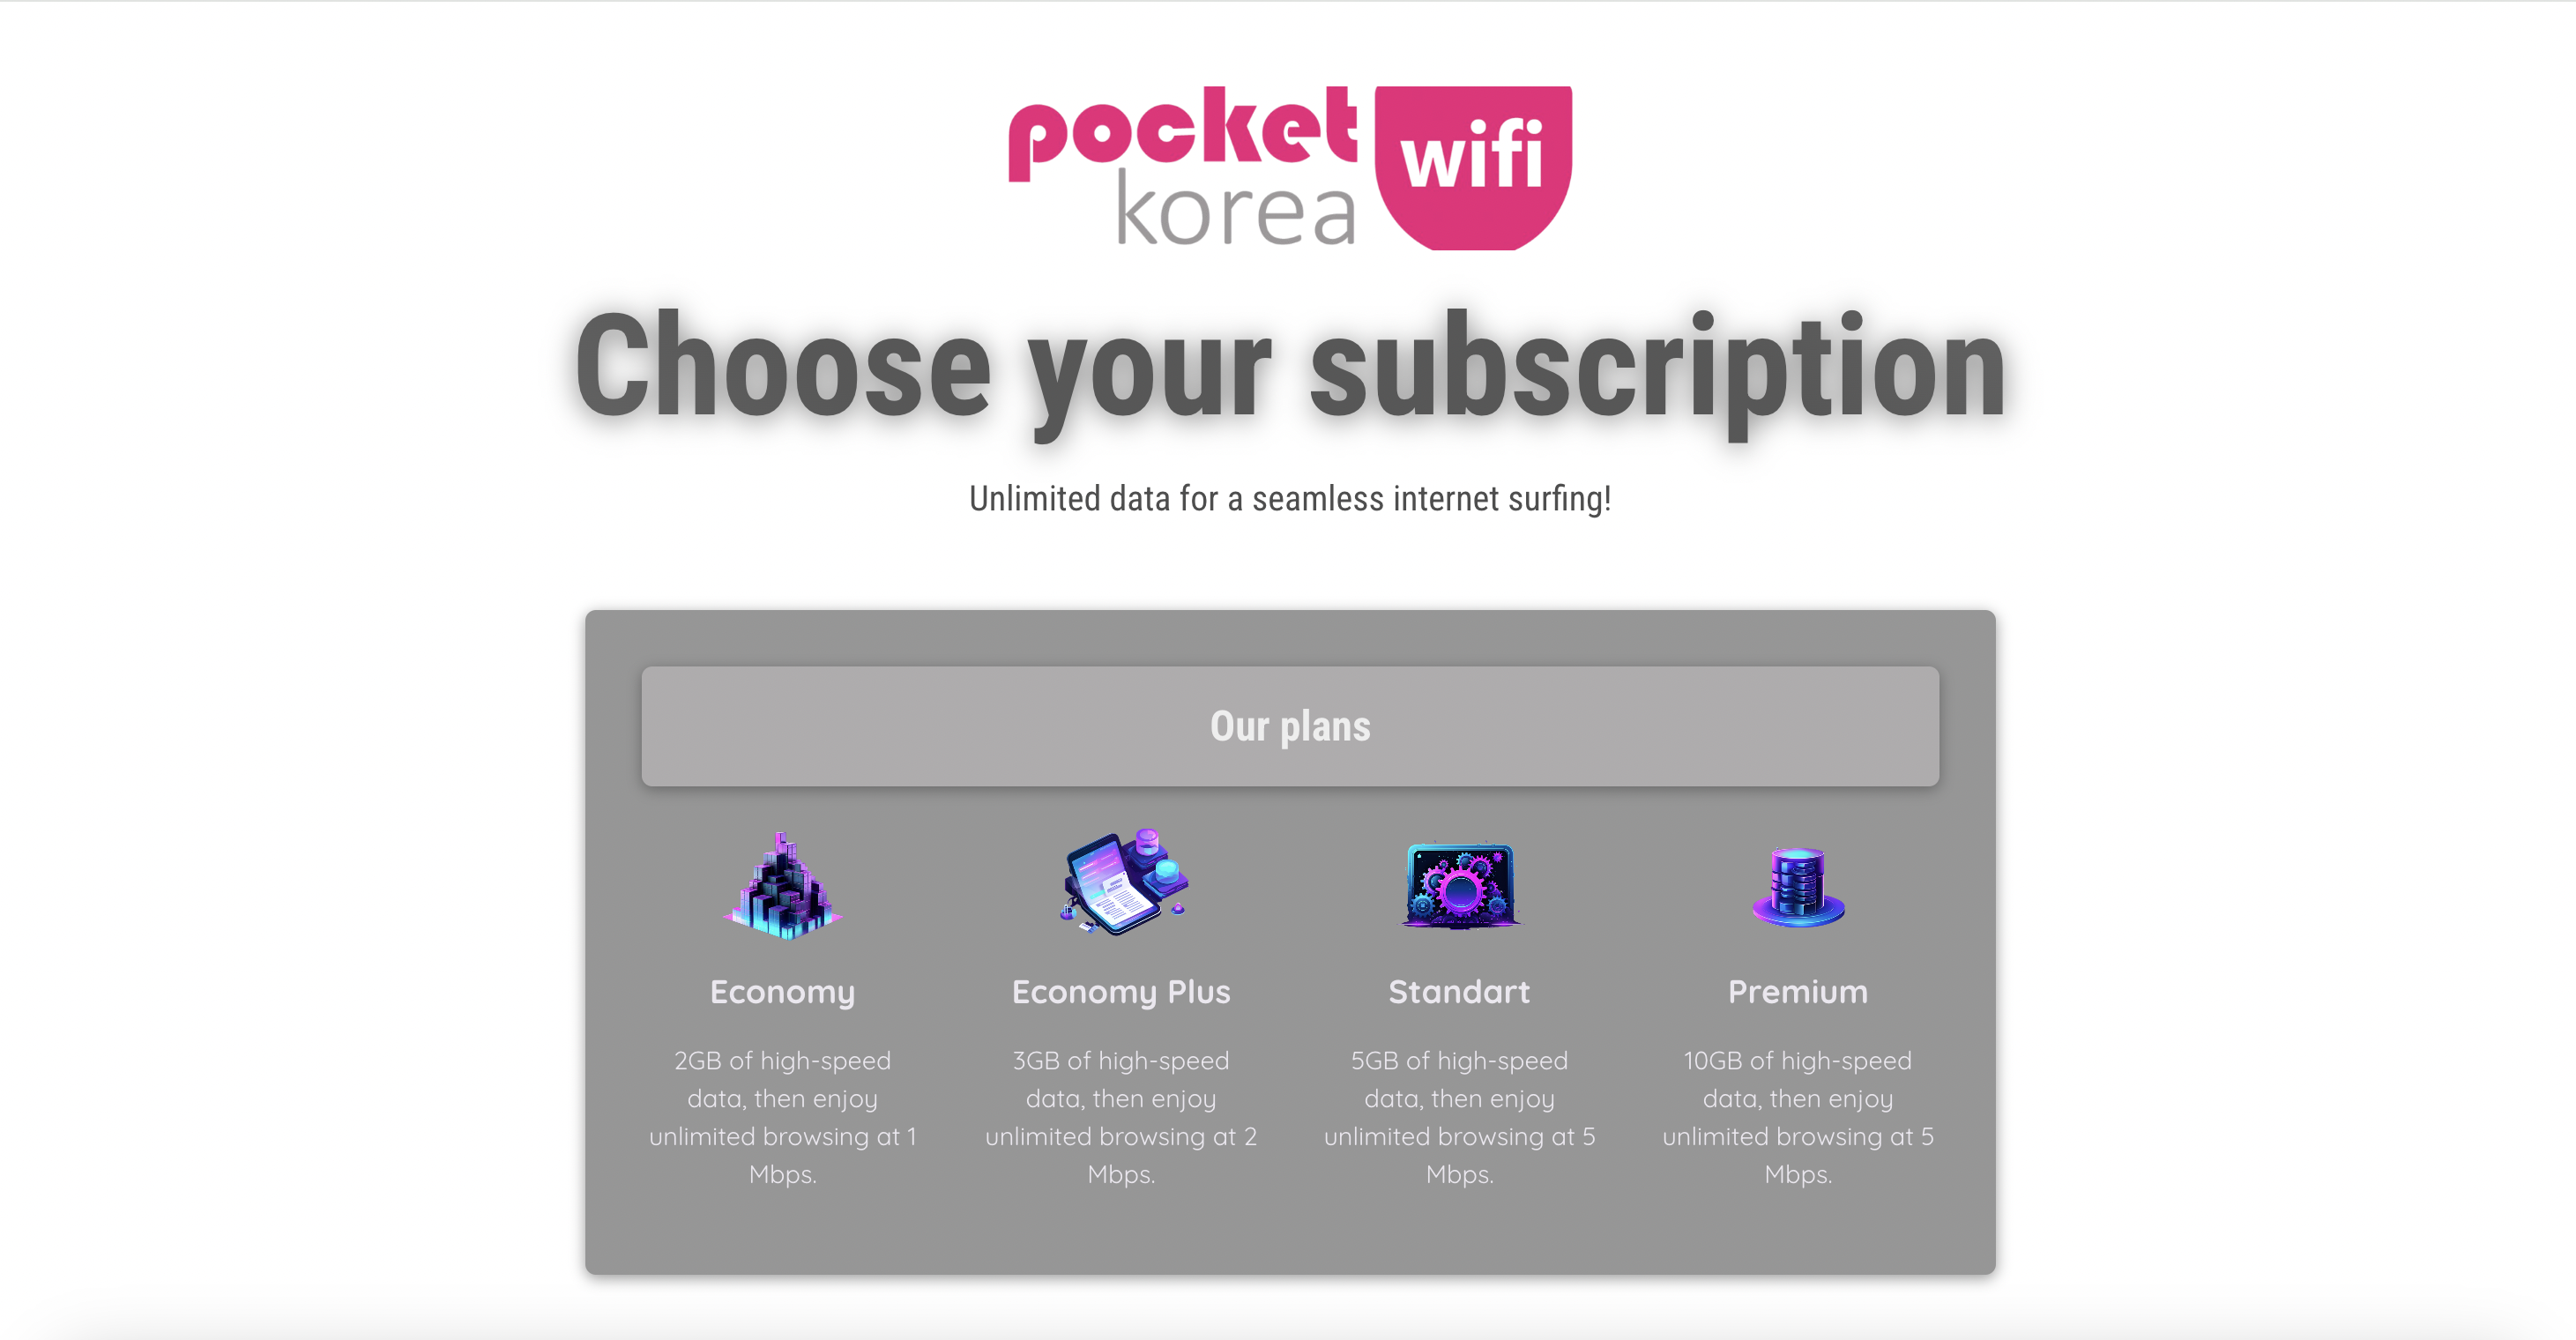 pocket
korea
wifi
Choose your subscription
Unlimited data for a seamless internet surfing!
Our plans
Economy
2GB of high-speed
data, then enjoy
unlimited browsing at 1
Mbps.
Economy Plus
3GB of high-speed
data, then enjoy
unlimited browsing at 2
Mbps.
Standart
5GB of high-speed
data, then enjoy
unlimited browsing at 5
Mbps.
Premium
10GB of high-speed
data, then enjoy
unlimited browsing at 5
Mbps.